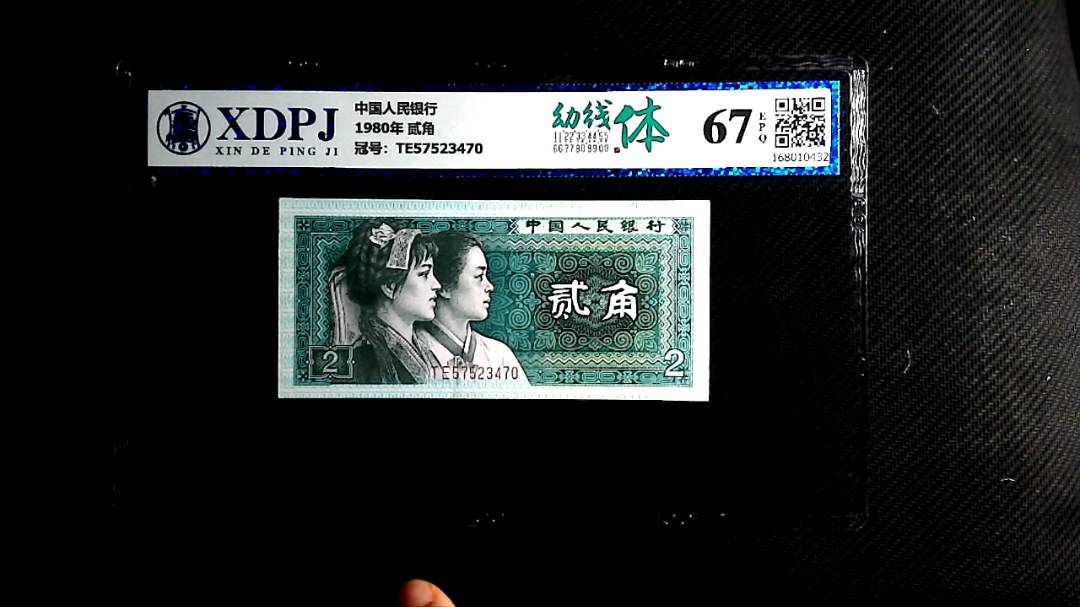 XDPJ
XIN DE PING JI
中国人民银行
1980年 贰角
冠号：TE57523470
幼线体
67
EPQ
168010432
中国人民银行
贰角
2
TE57523470
2